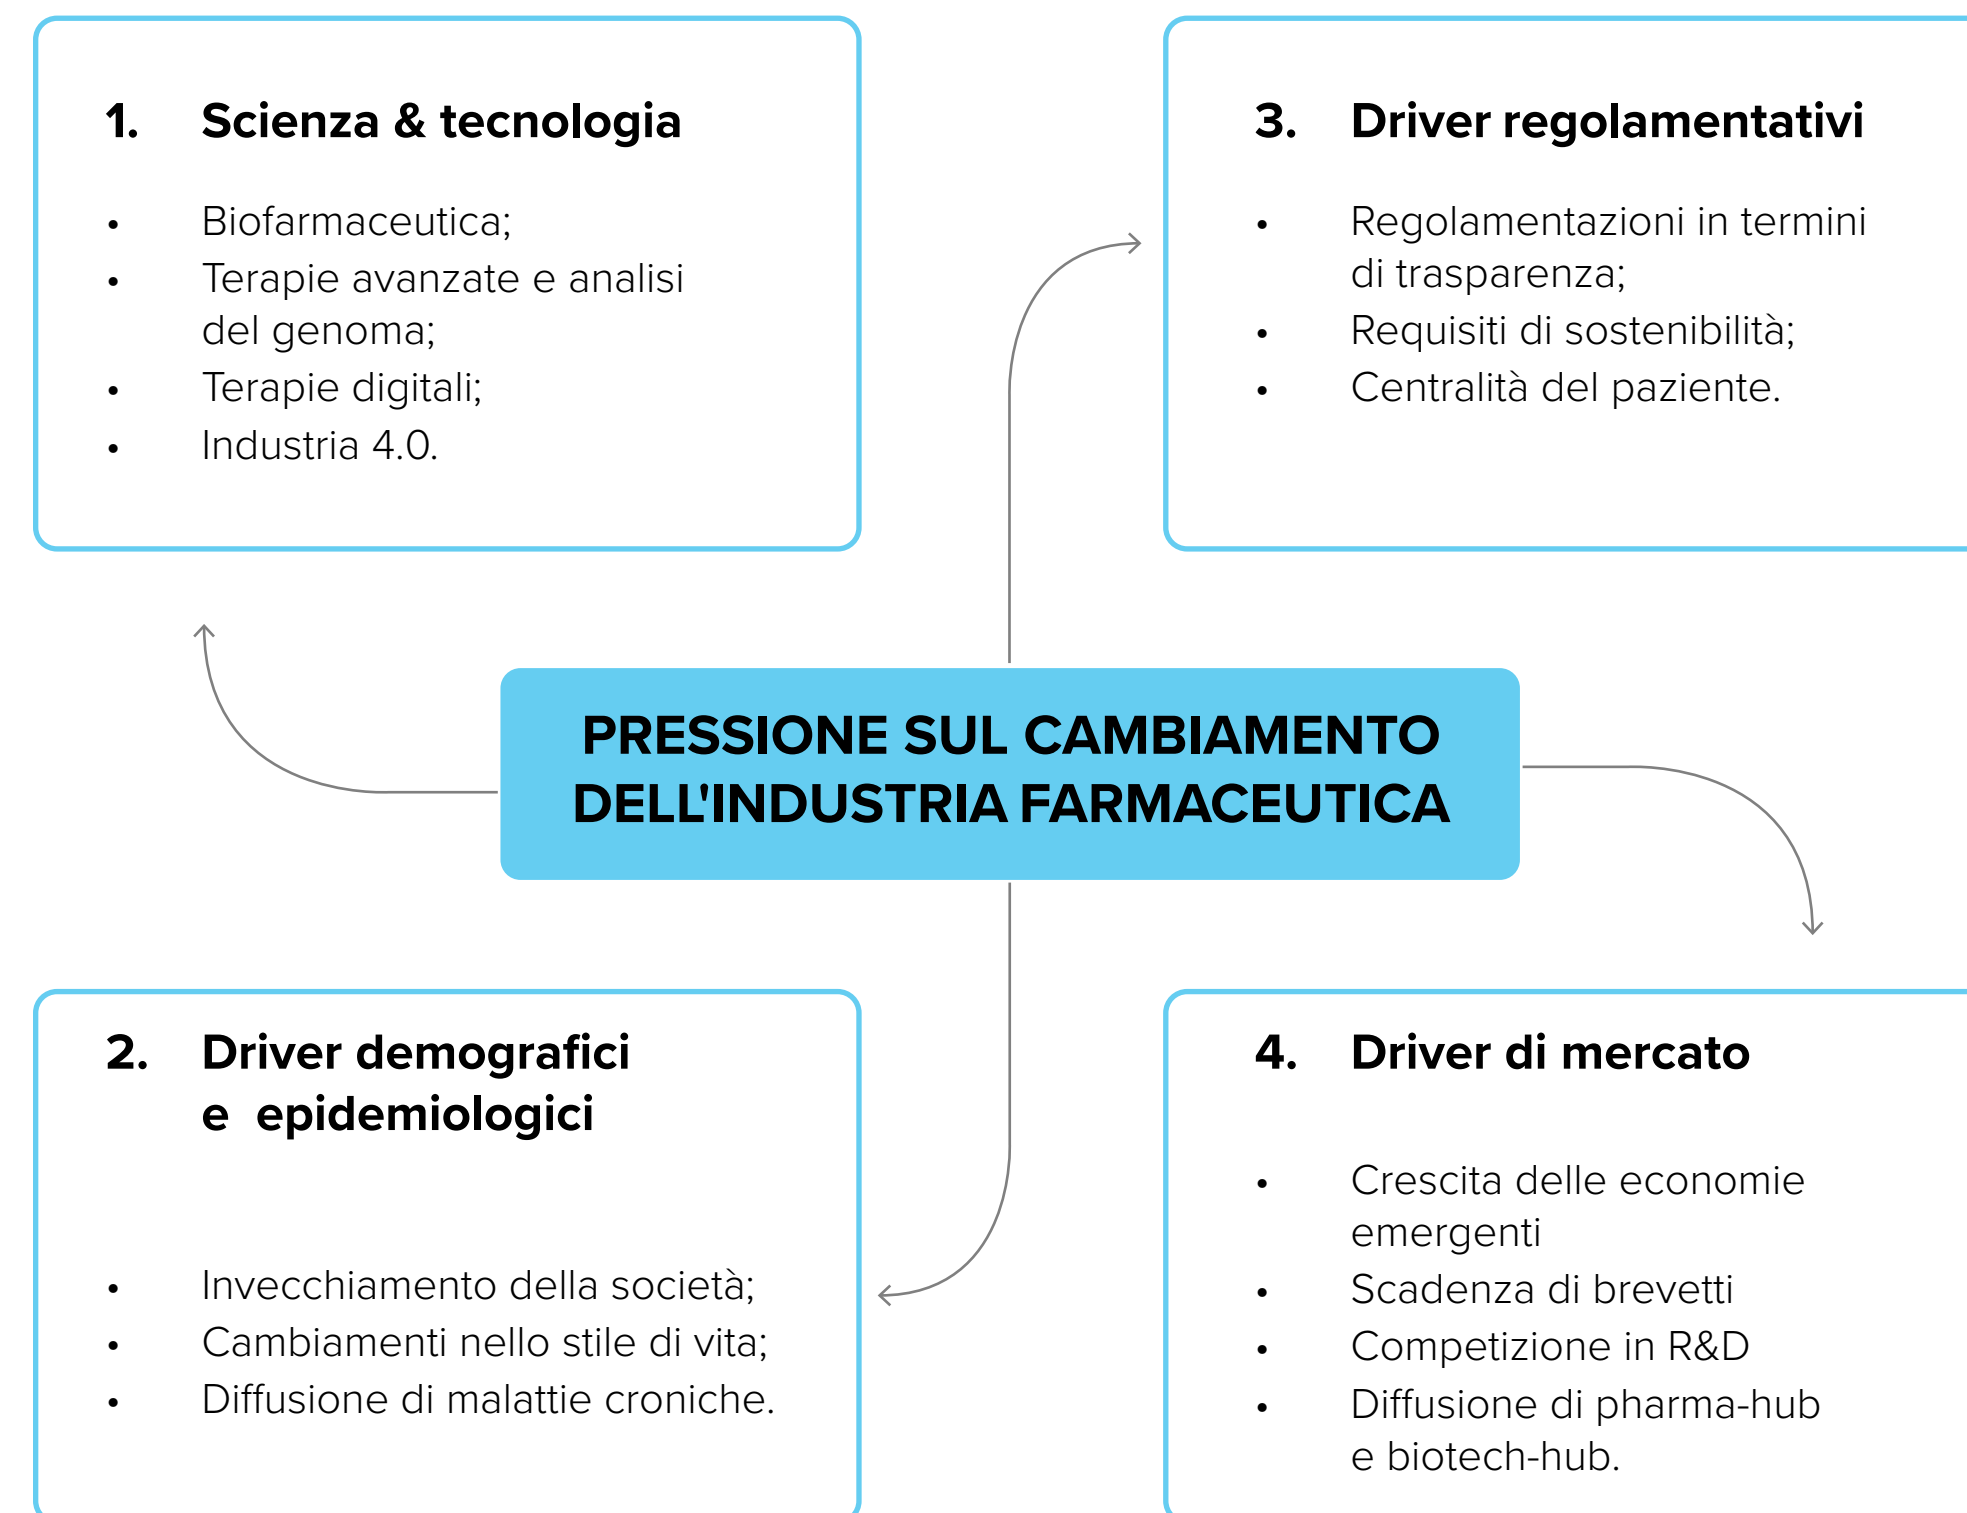 1. Scienza & tecnologia
• Biofarmaceutica;
• Terapie avanzate e analisi
del genoma;
• Terapie digitali;
• Industria 4.0.
3. Driver regolamentativi
• Regolamentazioni in termini
di trasparenza;
• Requisiti di sostenibilità;
• Centralità del paziente.
PRESSIONE SUL CAMBIAMENTO
DELL'INDUSTRIA FARMACEUTICA
2. Driver demografici
e epidemiologici
• Invecchiamento della società;
• Cambiamenti nello stile di vita;
• Diffusione di malattie croniche.
4. Driver di mercato
• Crescita delle economie
emergenti
• Scadenza di brevetti
• Competizione in R&D
• Diffusione di pharma-hub
e biotech-hub.